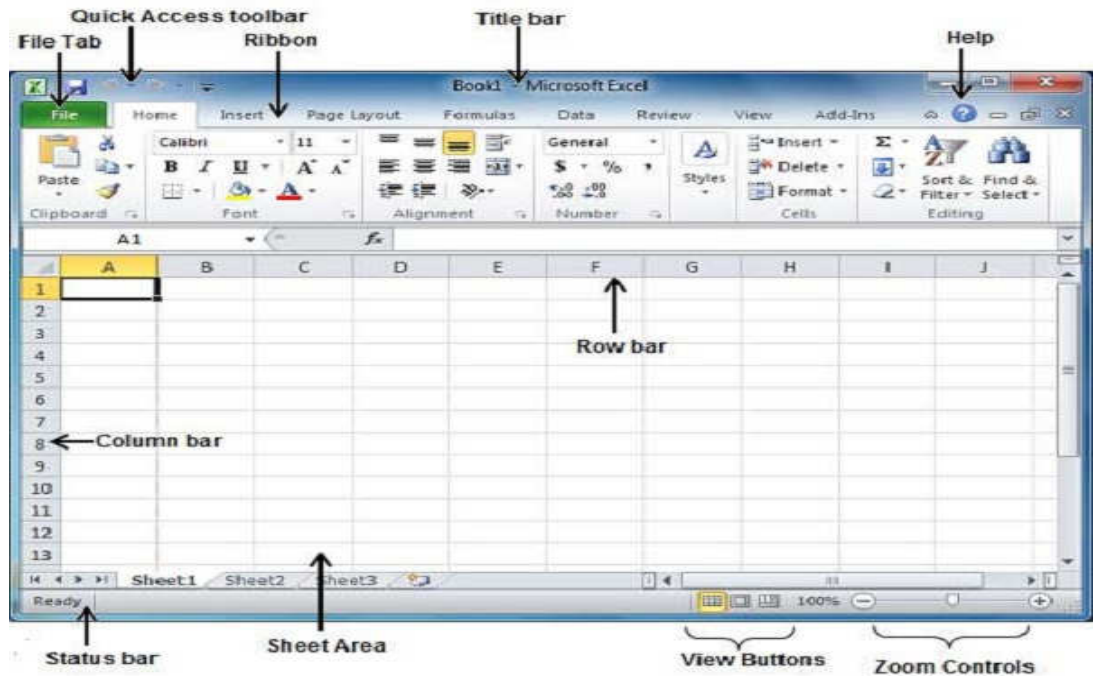 Quick Access toolbar
Title bar
File Tab
Ribbon
Help
Book1 - Microsoft Excel
File Home Insert Page Layout Formulas Data Review View Add-Ins
Calibri 11 General Insert Σ
Paste B I U A A $ % , Styles Delete Sort & Find &
A Format Filter Select
Clipboard Font Alignment Number Cells Editing
A1 fx
A B C D E F G H I J
1
2
3
Row bar
4
5
6
7
8 Column bar
9
10
11
12
13
Sheet1 Sheet2 Sheet3
Ready 100%
Status bar
Sheet Area
View Buttons
Zoom Controls